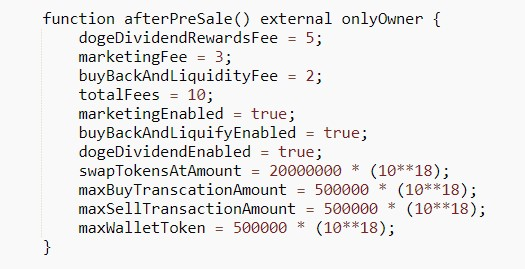 function afterPreSale() external onlyOwner {
dogeDividendRewardsFee = 5;
marketingFee = 3;
buyBackAndLiquidityFee = 2;
totalFees = 10;
marketingEnabled = true;
buyBackAndLiquifyEnabled = true;
dogeDividendEnabled = true;
swapTokensAtAmount = 20000000 * (10**18);
maxBuyTranscationAmount = 500000 * (10**18);
maxSellTransactionAmount = 500000 * (10**18);
maxWalletToken = 500000 * (10**18);
}